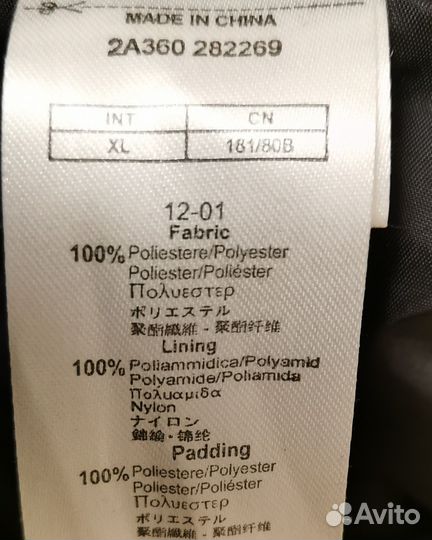 MADE IN CHINA
2A360 282269
INT CN
XL 181/80B
12-01
Fabric
100% Poliestere/Polyester
Poliester/Poliéster
Πολυεστερ
ポリエステル
聚酯纖維 - 聚酯纤维
Lining
100% Poliammidica/Polyamid
Polyamide/Poliamida
Πολυαμιδα
Nylon
ナイロン
錦綸-锦纶
Padding
100% Poliestere/Polyester
Poliester/Poliéster
Πολυεστερ
ポリエステル
聚酯纖維 - 聚酯纤维
Avito